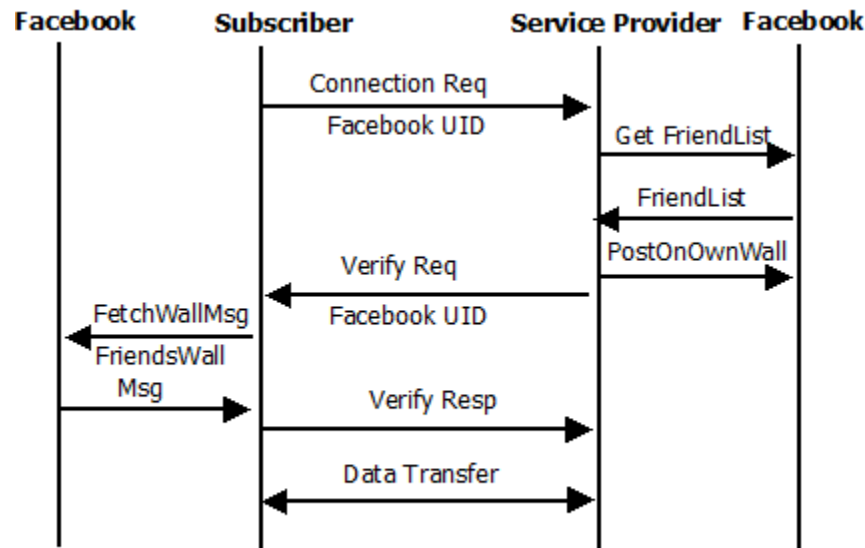 Facebook Subscriber Service Provider Facebook
Connection Req
Facebook UID
Get FriendList
FriendList
PostOnOwnWall
Verify Req
Facebook UID
FetchWallMsg
FriendsWall
Msg
Verify Resp
Data Transfer